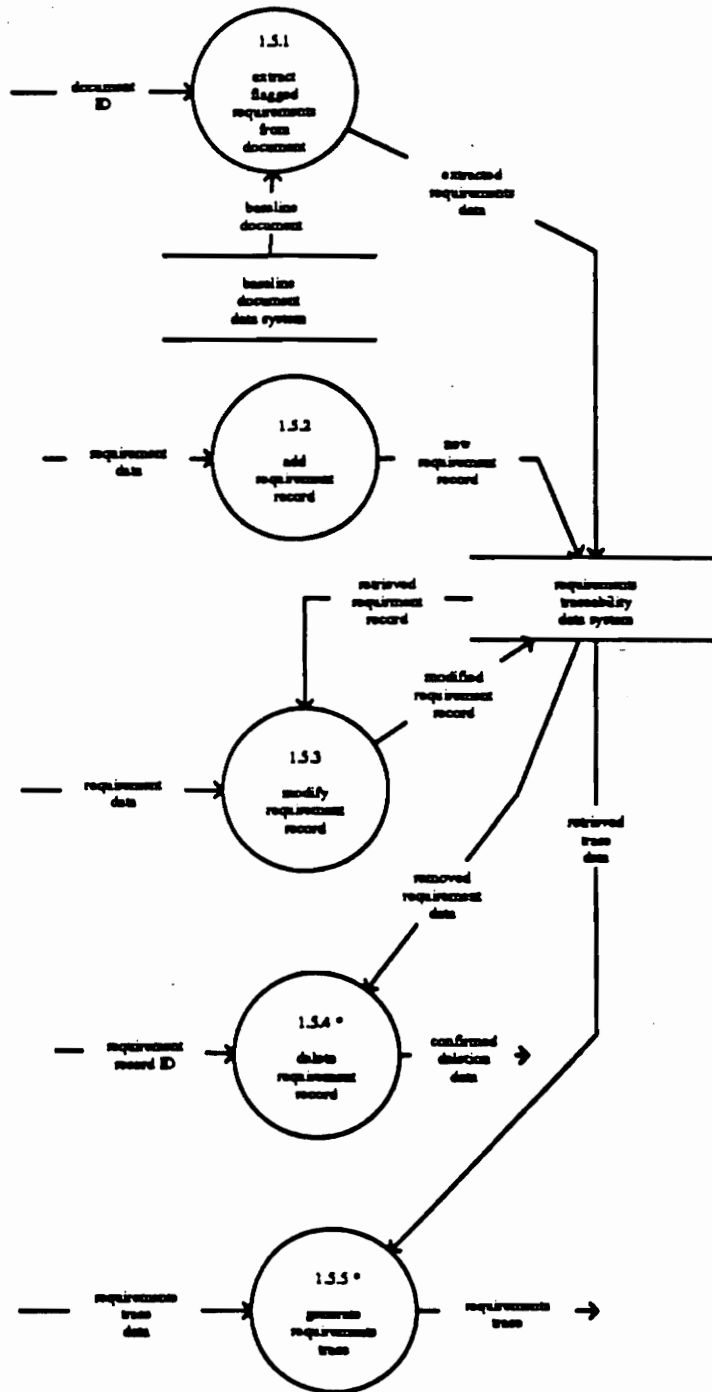 1.5.1
extract
flagged
requirements
from
document
document
ID
extracted
requirements
data
baseline
document
baseline
document
data system
1.5.2
add
requirement
record
requirement
data
new
requirement
record
retrieved
requirment
record
requirements
traceability
data system
modified
requirement
record
1.5.3
modify
requirement
record
requirement
data
retrieved
trace
data
removed
requirement
data
1.5.4 *
delete
requirement
record
requirement
record ID
confirmed
deletion
data
1.5.5 *
generate
requirements
trace
requirements
trace
data
requirements
trace